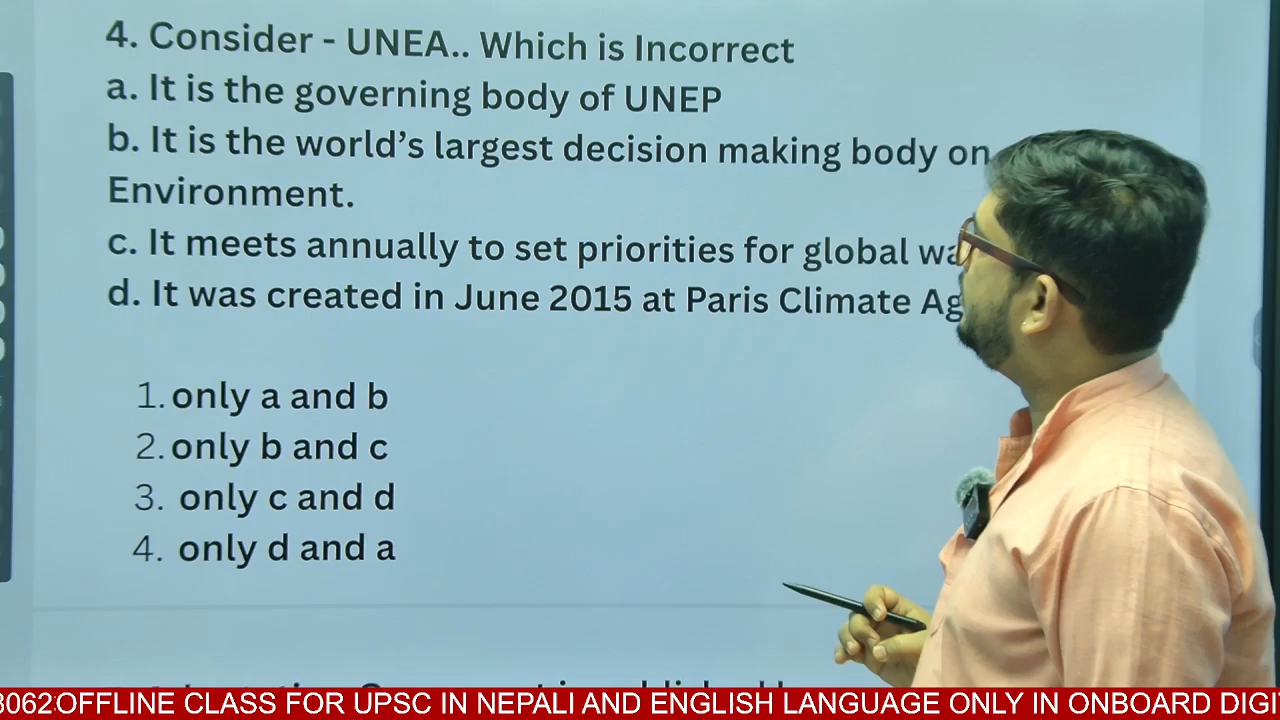 4. Consider - UNEA.. Which is Incorrect
a. It is the governing body of UNEP
b. It is the world's largest decision making body on
Environment.
c. It meets annually to set priorities for global
d. It was created in June 2015 at Paris Climate
1. only a and b
2. only b and c
3. only c and d
4. only d and a
OFFLINE CLASS FOR UPSC IN NEPALI AND ENGLISH LANGUAGE ONLY IN ONBOARD